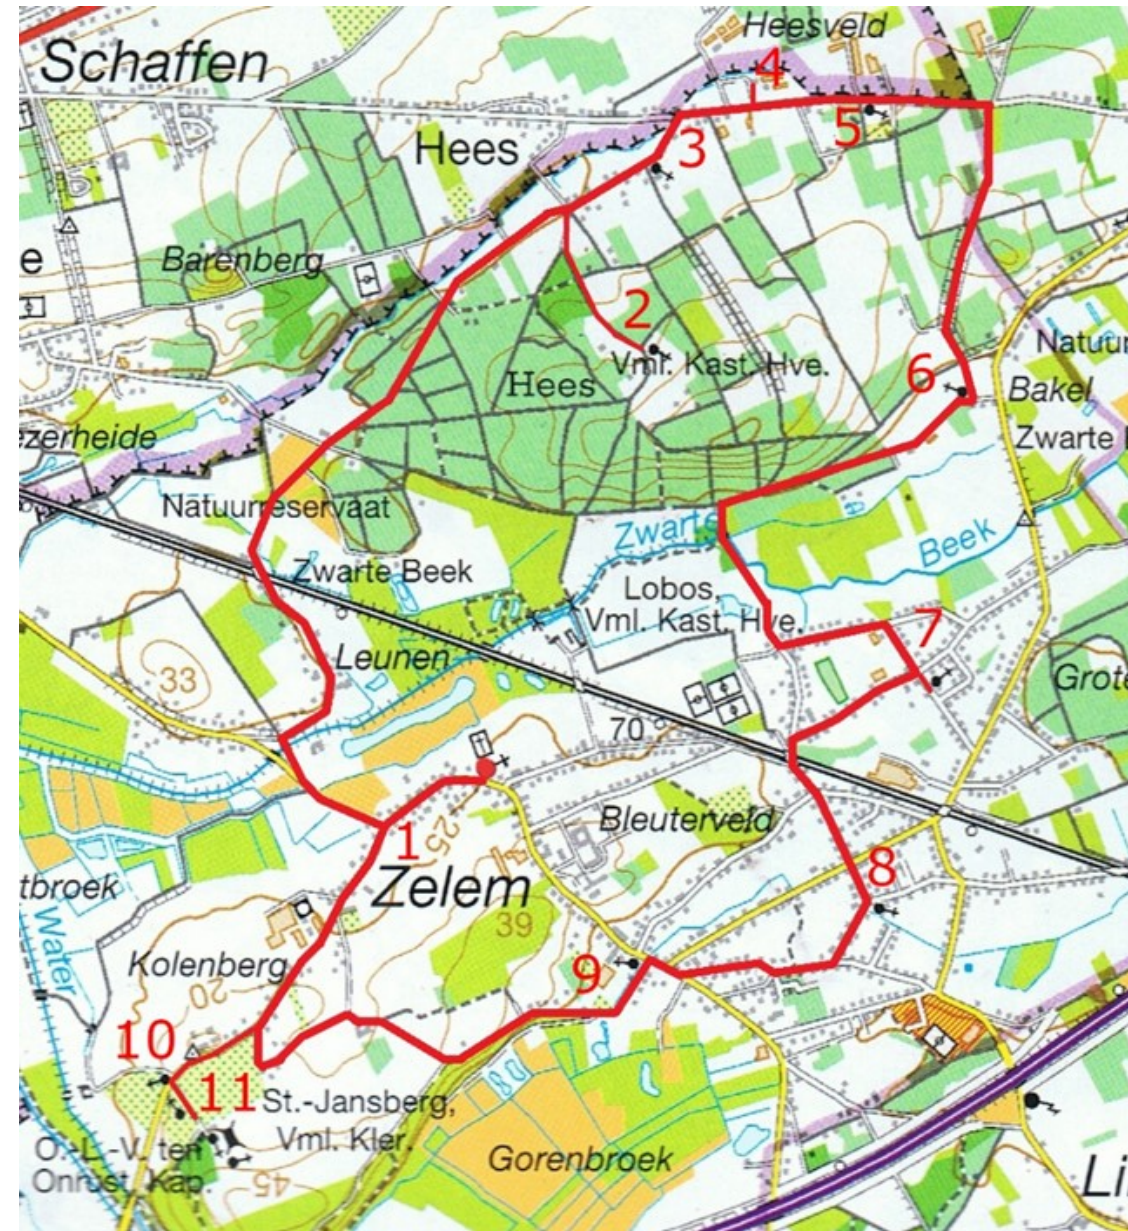 Heesveld
Schaffen
4
5
Hees
3
e
Barenberg
2
Natuur
Vml. Kast. Hve.
6
Hees
Bakel
ezerheide
Zwarte
Natuurreservaat
Zwarte
Beek
Zwarte Beek
Lobos,
Vml. Kast. Hve.
7
Leunen
33
Grote
70
Bleuterveld
1
25
8
Zelem
tbroek
39
Water
Kolenberg
9
20
10
11
St.-Jansberg,
Vml. Kler.
O.-L.-V. ten
Onrust Kap.
45
Gorenbroek
Li